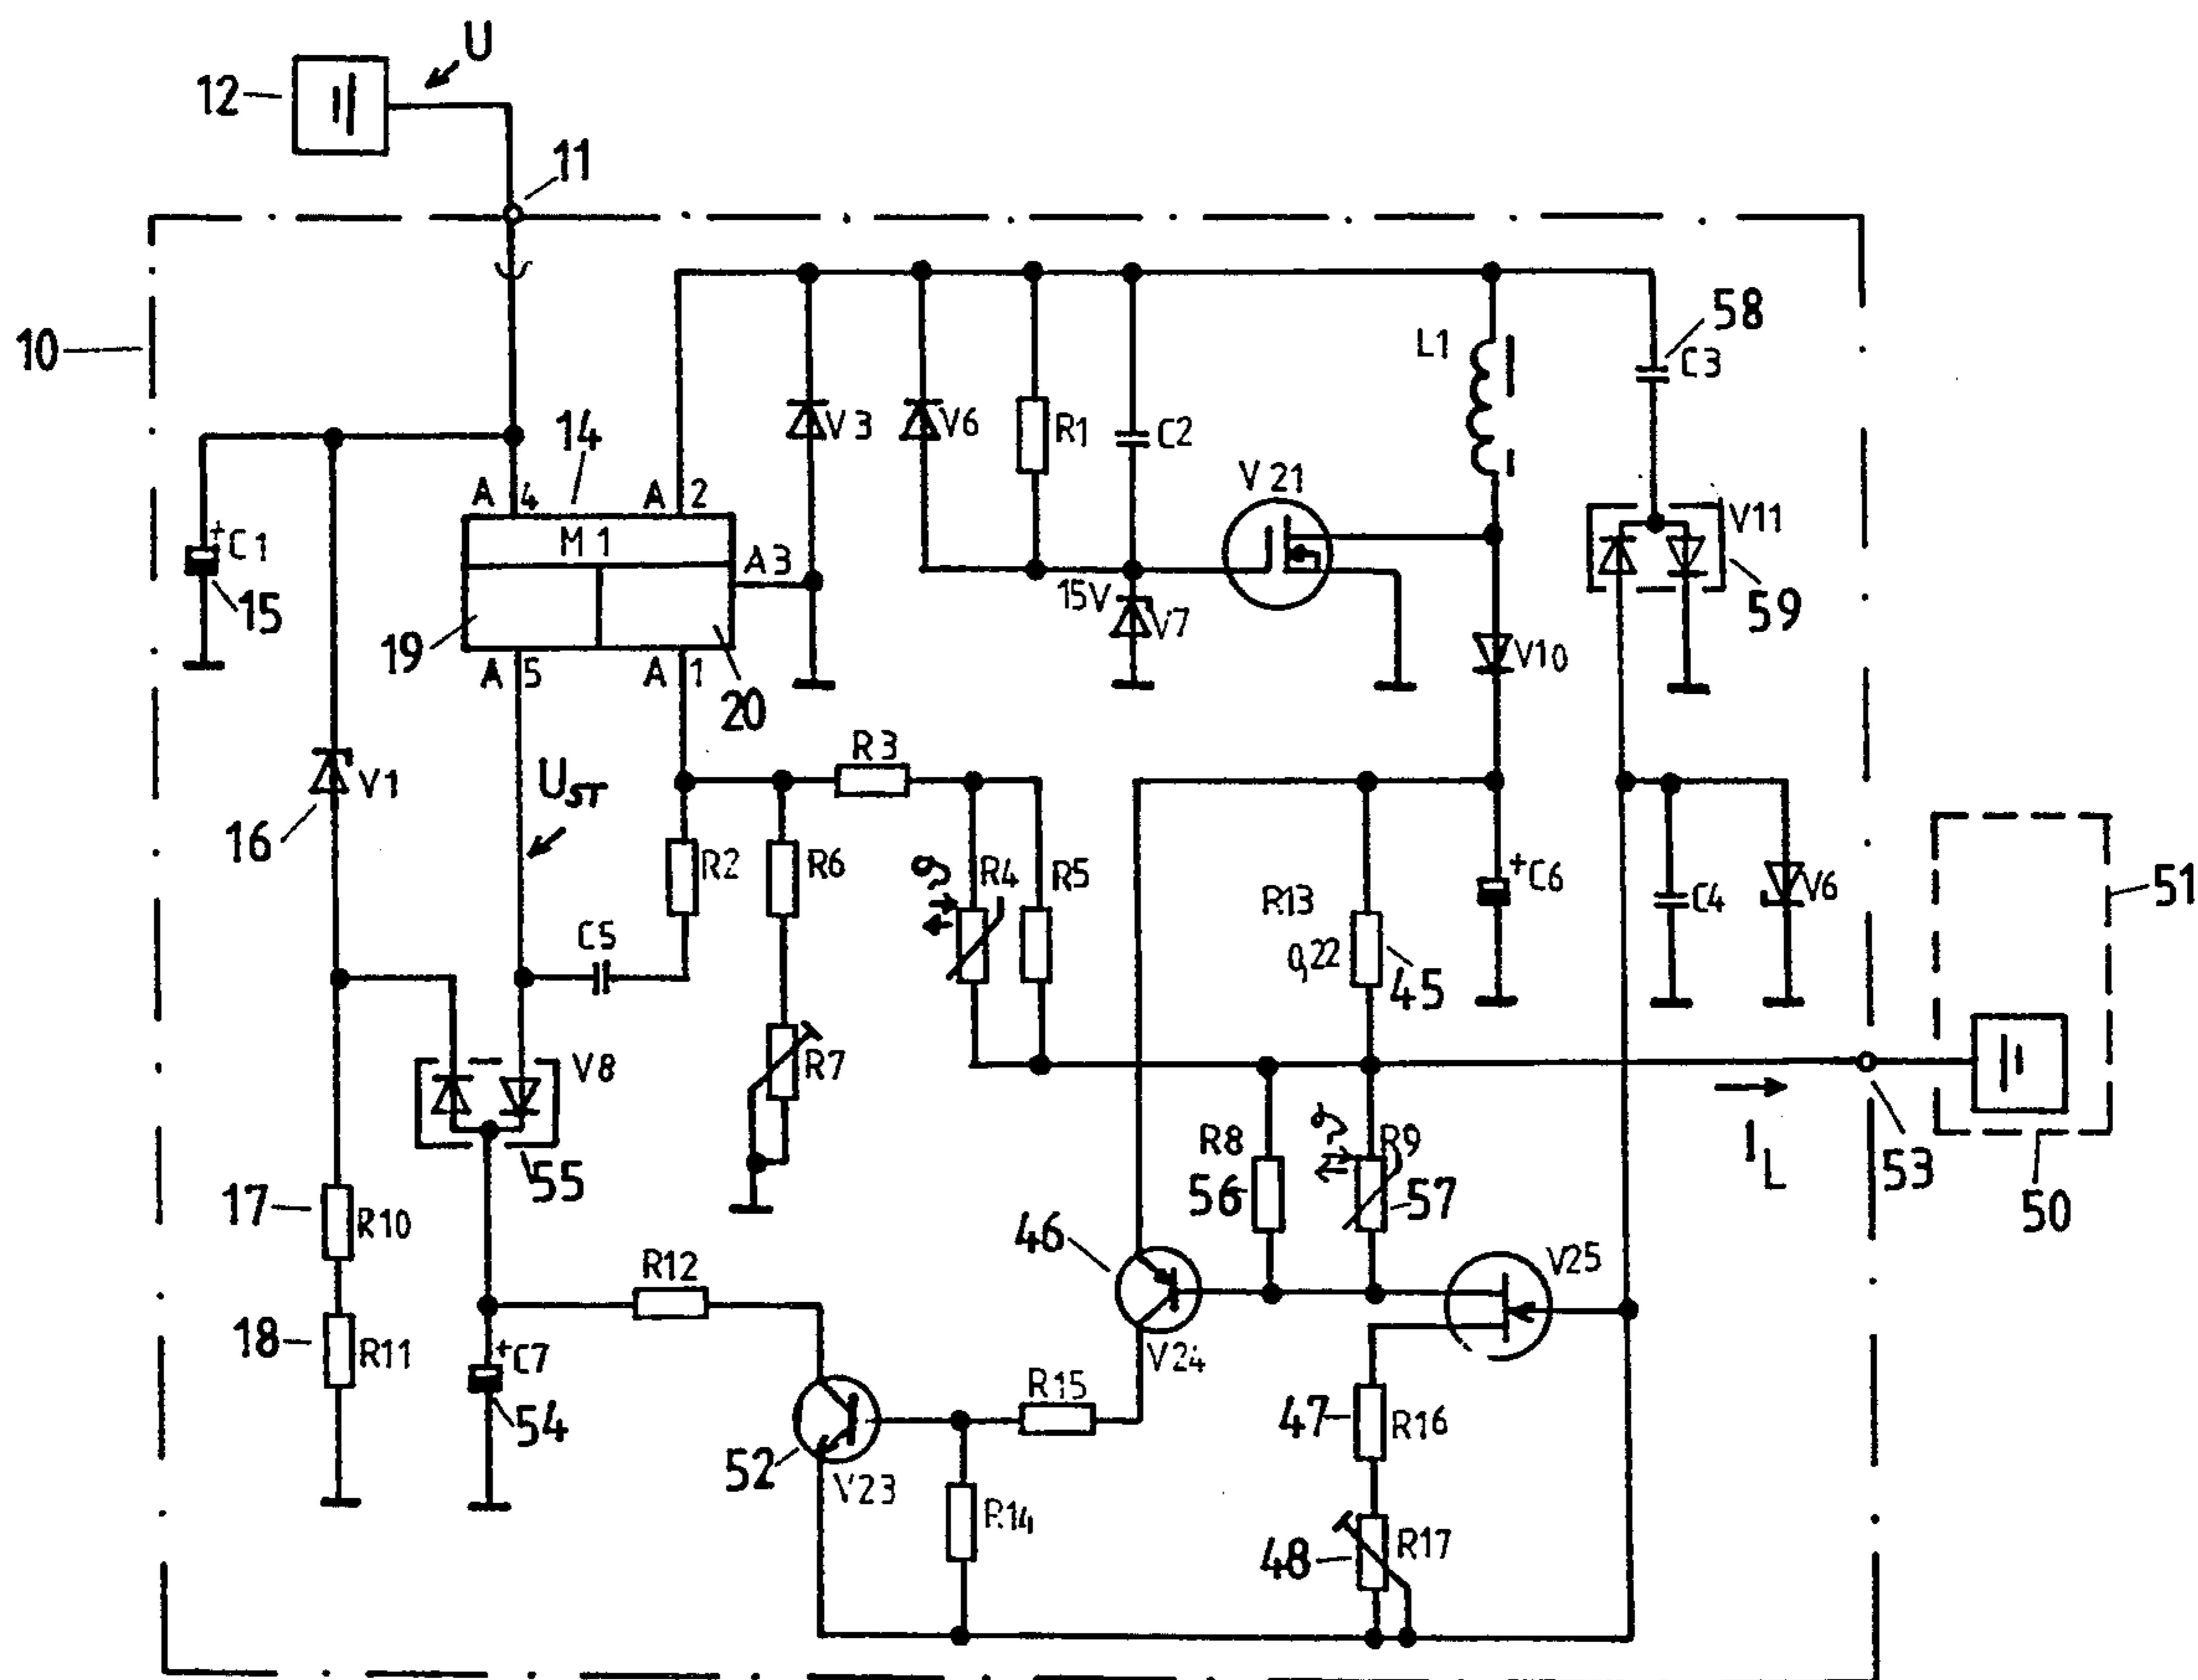 U
12
11
10
58
L1
C3
14
V3
V6
R1
C2
A 4
A 2
V 21
+C1
M 1
V11
A3
15V
15
V7
59
19
V10
A 5
A 1
20
R3
V1
U_ST
16
R2
R6
ϑ
R4
R5
+C6
C4
V6
51
R13
C5
0,22
45
V8
R7
ϑ
R8
R9
I_L
53
55
56
57
50
17
R10
46
R12
V25
18
R11
+C7
V24
R15
54
47
R16
52
V23
R14
R17
48